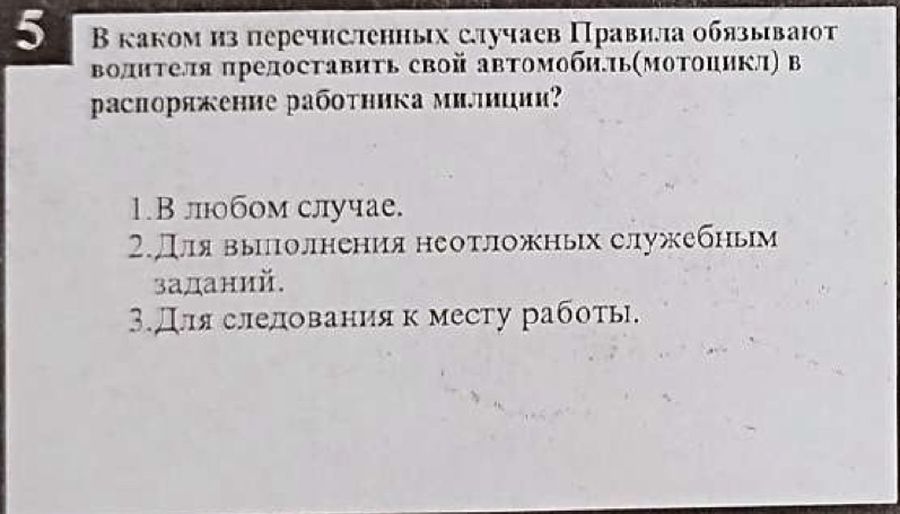 5
В каком из перечисленных случаев Правила обязывают
водителя предоставить свой автомобиль(мотоцикл) в
распоряжение работника милиции?
1.В любом случае.
2.Для выполнения неотложных служебным
заданий.
3.Для следования к месту работы.